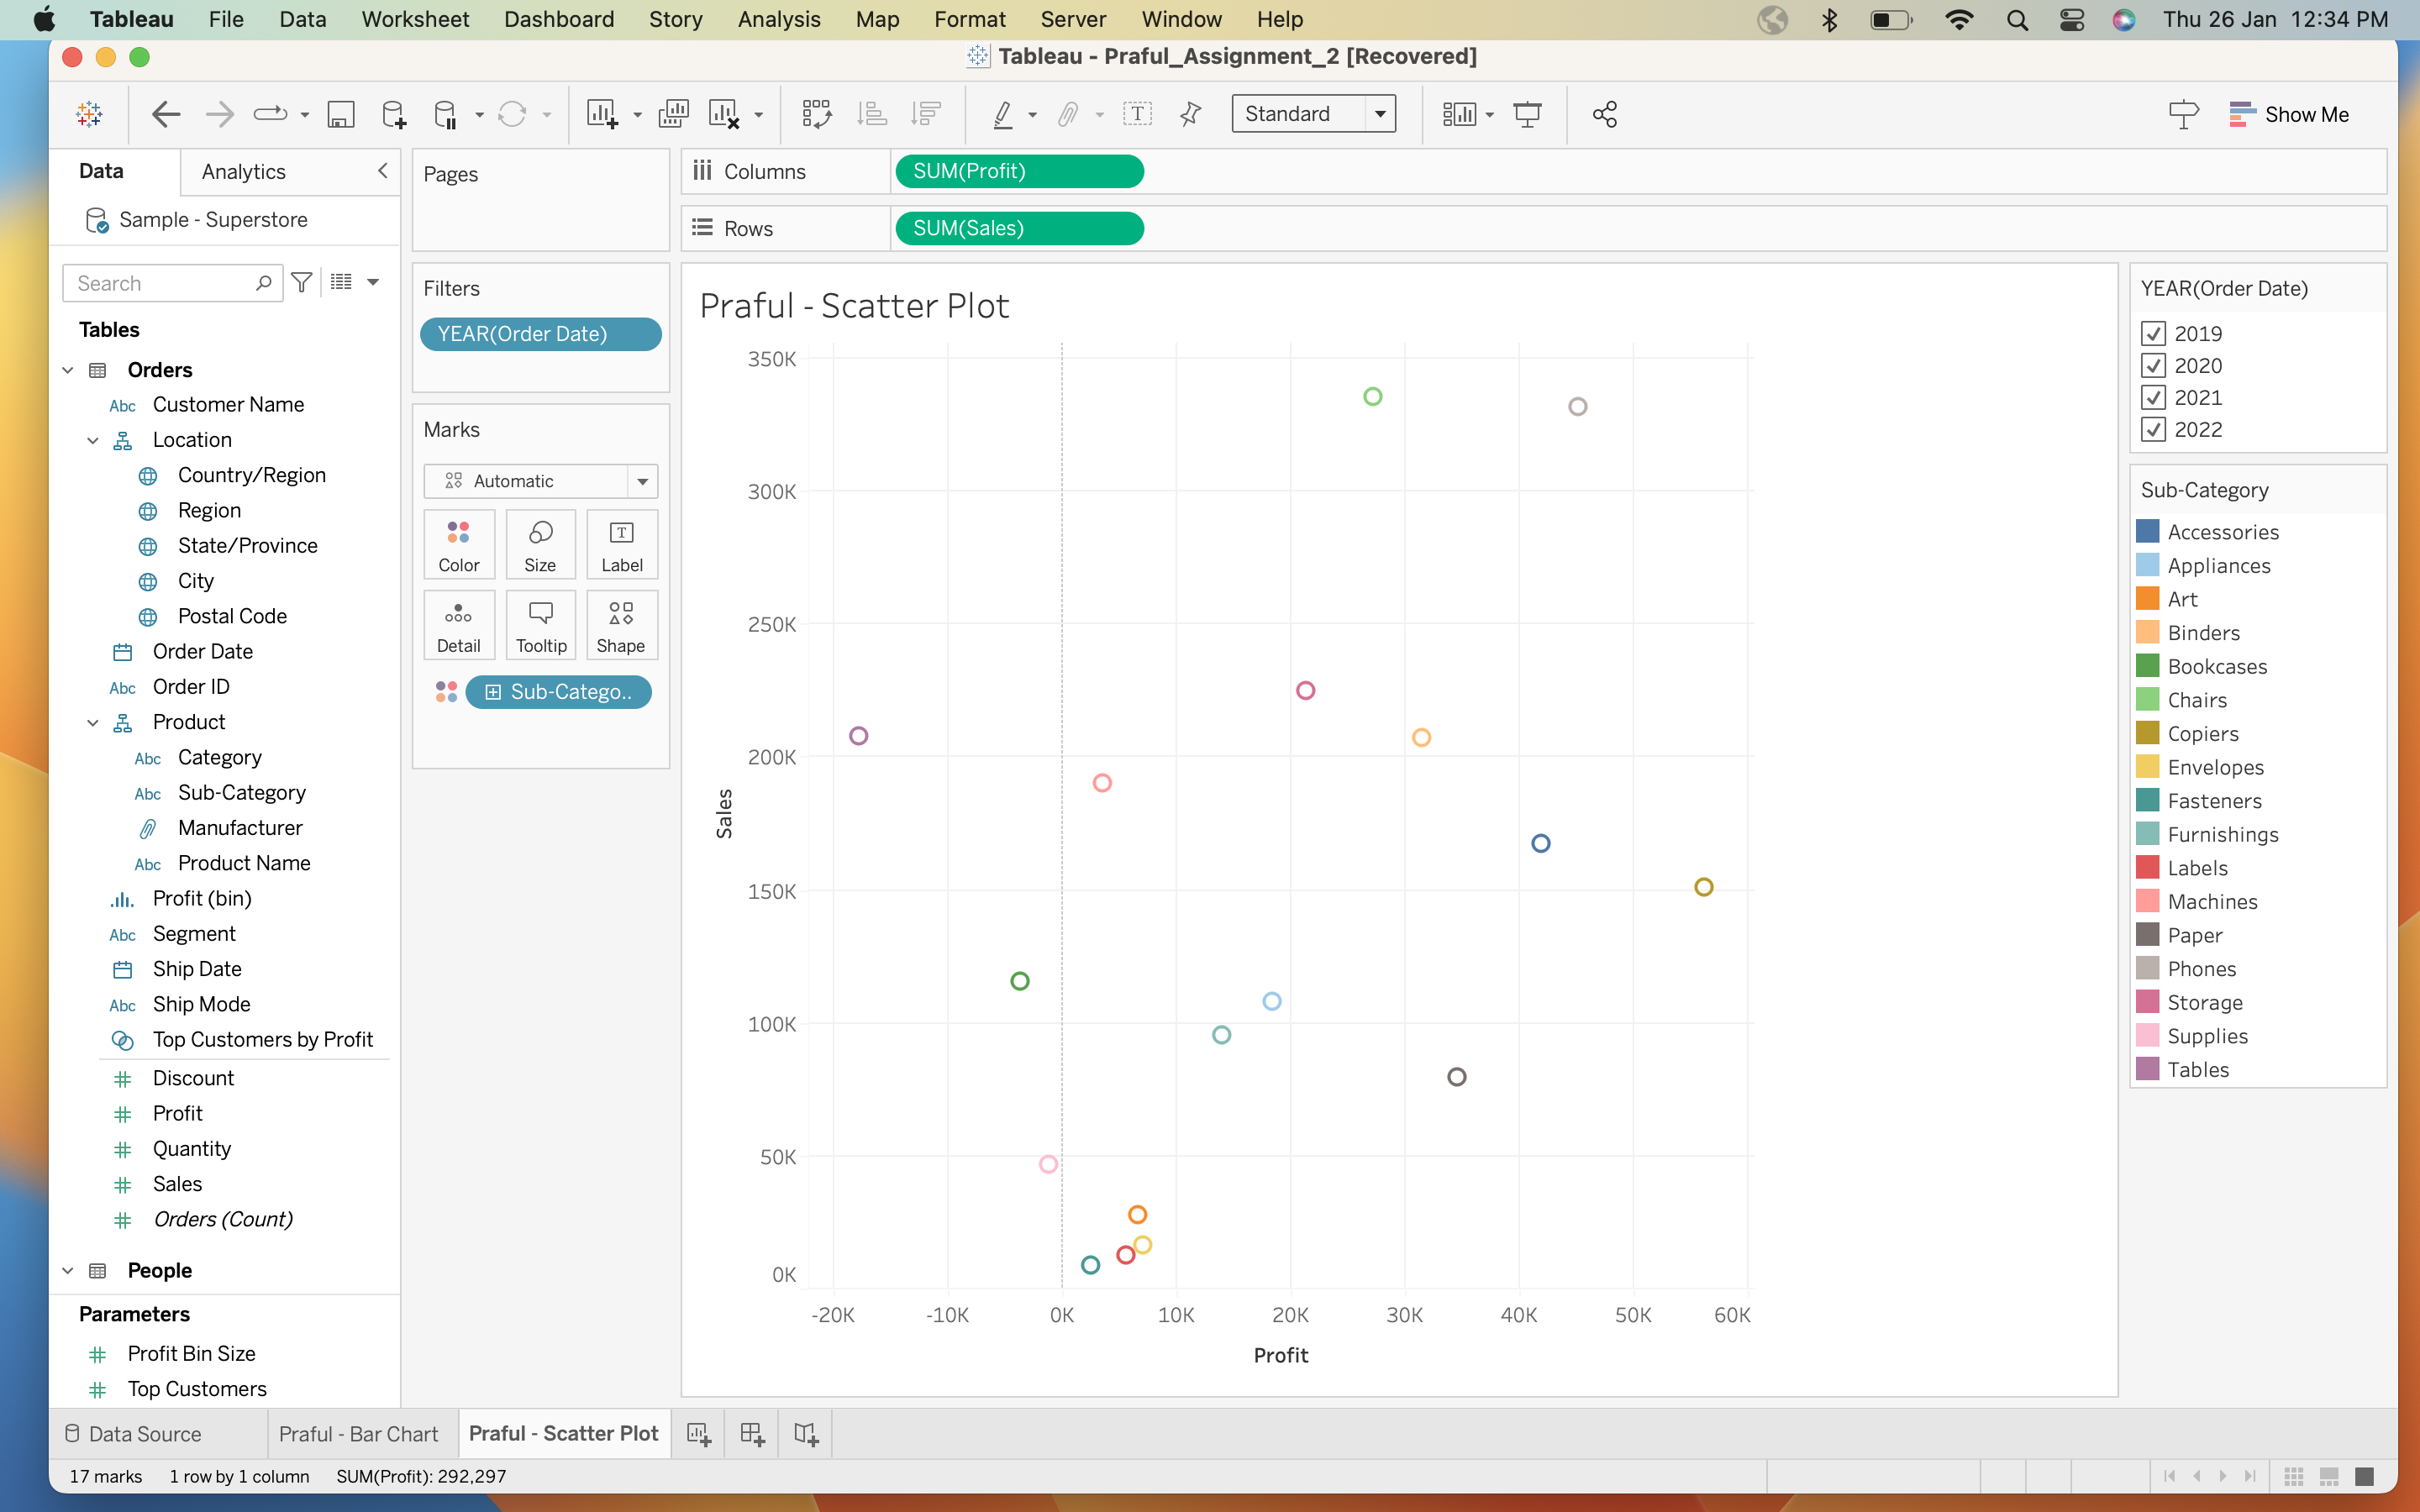 Tableau File Data Worksheet Dashboard Story Analysis Map Format Server Window Help Thu 26 Jan 12:34 PM
Tableau - Praful_Assignment_2 [Recovered]
Standard
Show Me
Data Analytics
Sample - Superstore
Search
Tables
Orders
Abc Customer Name
Location
Country/Region
Region
State/Province
City
Postal Code
Order Date
Abc Order ID
Product
Abc Category
Abc Sub-Category
Manufacturer
Abc Product Name
Profit (bin)
Abc Segment
Ship Date
Abc Ship Mode
Top Customers by Profit
# Discount
# Profit
# Quantity
# Sales
# Orders (Count)
People
Parameters
# Profit Bin Size
# Top Customers
Pages
Filters
YEAR(Order Date)
Marks
Automatic
Color Size T Label
Detail Tooltip Shape
Sub-Catego..
Columns SUM(Profit)
Rows SUM(Sales)
Praful - Scatter Plot
350K
300K
250K
200K
150K
100K
50K
0K
Sales
-20K -10K 0K 10K 20K 30K 40K 50K 60K
Profit
YEAR(Order Date)
2019
2020
2021
2022
Sub-Category
Accessories
Appliances
Art
Binders
Bookcases
Chairs
Copiers
Envelopes
Fasteners
Furnishings
Labels
Machines
Paper
Phones
Storage
Supplies
Tables
Data Source Praful - Bar Chart Praful - Scatter Plot
17 marks 1 row by 1 column SUM(Profit): 292,297